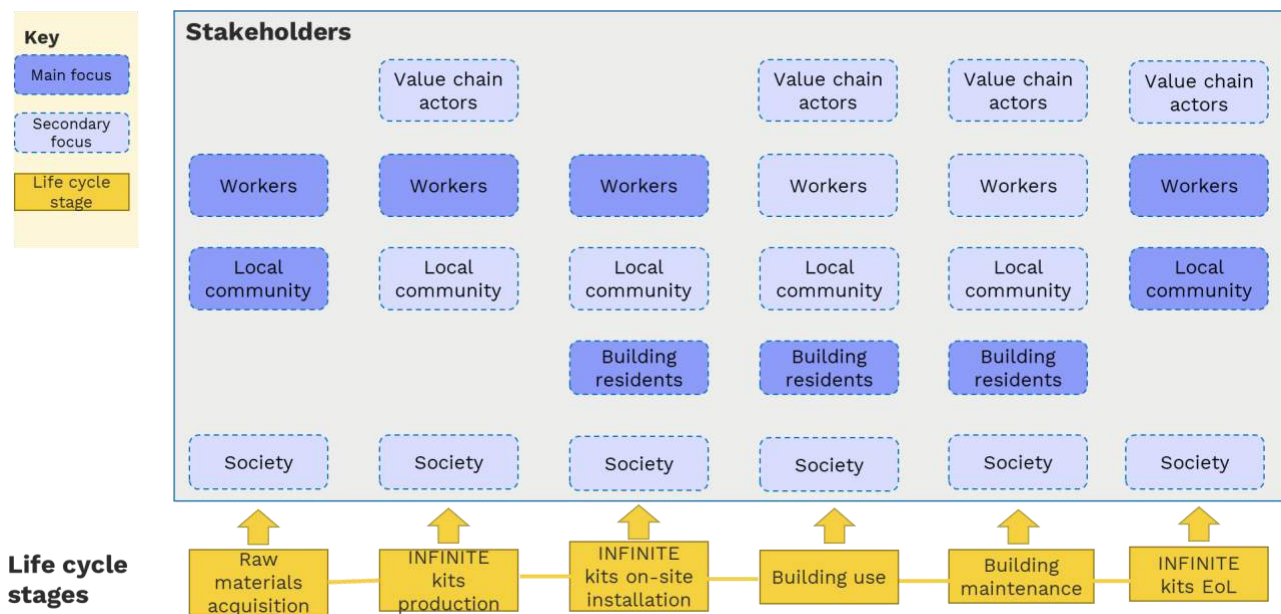 Key
Main focus
Secondary
focus
Life cycle
stage
Stakeholders
Value chain
actors
Value chain
actors
Value chain
actors
Value chain
actors
Workers
Workers
Workers
Workers
Workers
Workers
Local
community
Local
community
Local
community
Local
community
Local
community
Local
community
Building
residents
Building
residents
Building
residents
Society
Society
Society
Society
Society
Society
Life cycle
stages
Raw
materials
acquisition
INFINITE
kits
production
INFINITE
kits on-site
installation
Building use
Building
maintenance
INFINITE
kits EoL